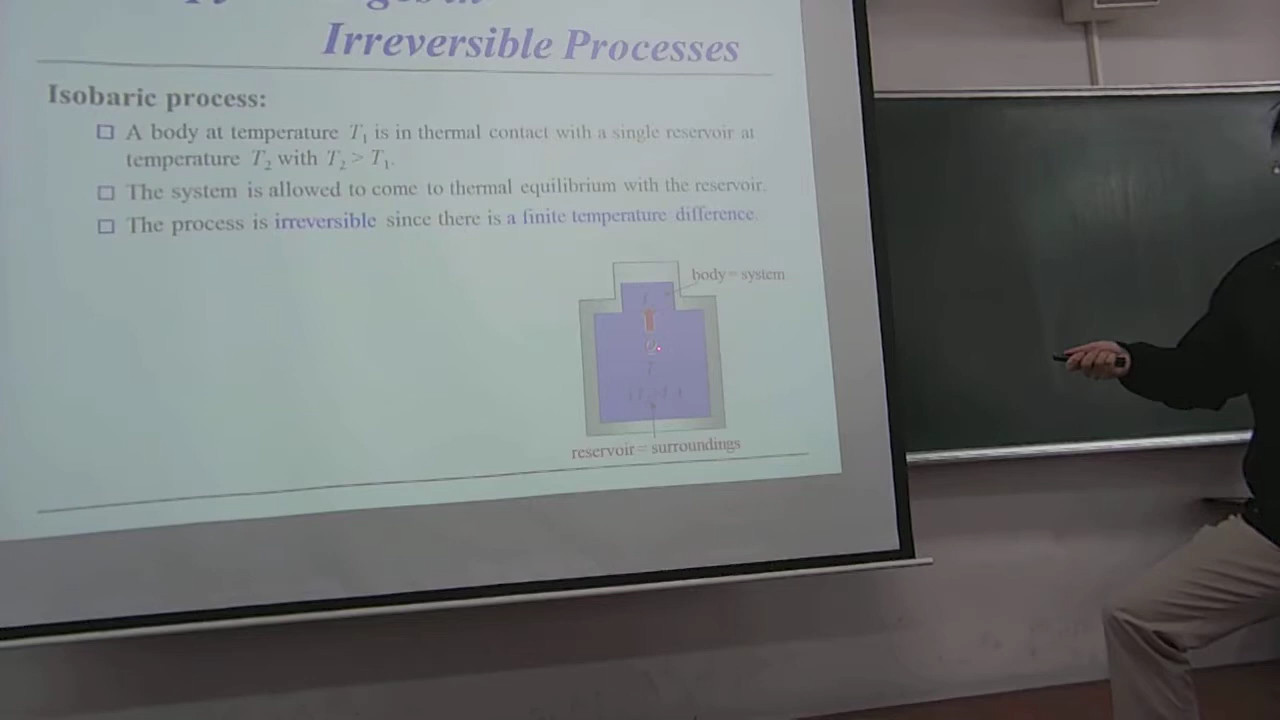 Irreversible Processes
Isobaric process:
A body at temperature T₁ is in thermal contact with a single reservoir at
temperature T₂ with T₂ > T₁.
The system is allowed to come to thermal equilibrium with the reservoir.
The process is irreversible since there is a finite temperature difference.
body = system
Q
T
reservoir = surroundings